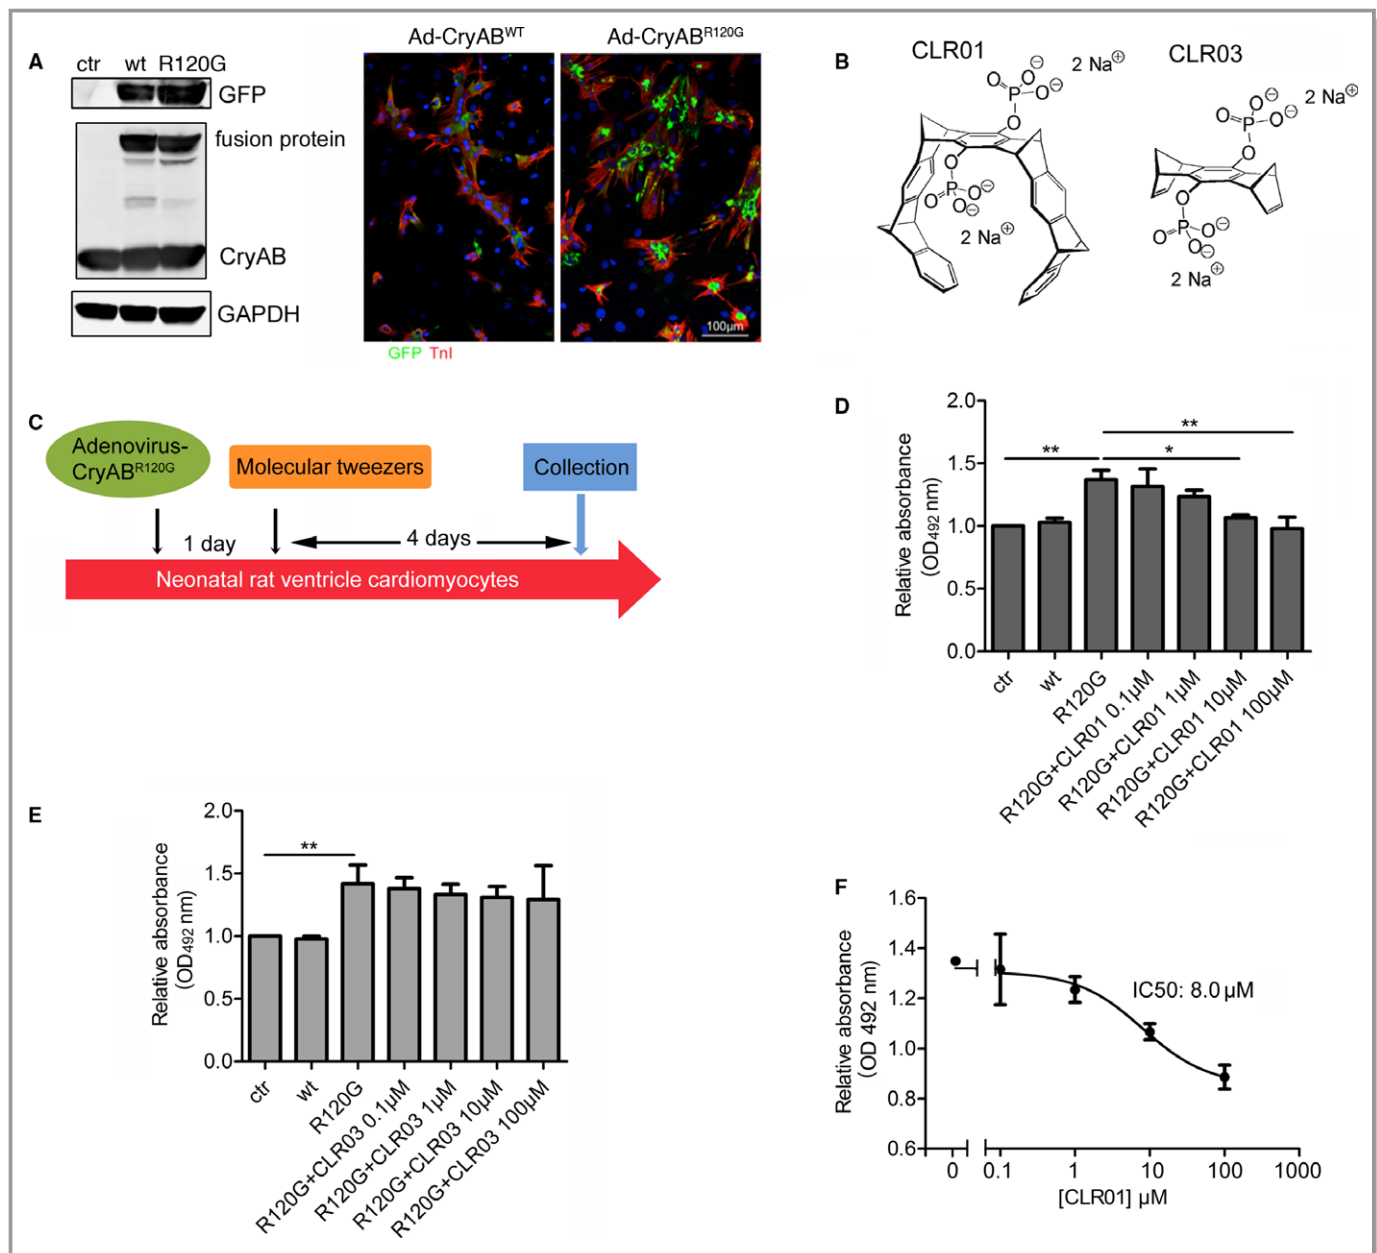 A
ctr wt R120G
GFP
fusion protein
CryAB
GAPDH
Ad-CryABWT
Ad-CryABR120G
100µm
GFP TnI
B
CLR01
CLR03
O
P
O⊖
O⊖
2 Na⊕
O
O
P
O
O⊖
O⊖
2 Na⊕
O
P
O⊖
O⊖
2 Na⊕
O
O
P
O
O⊖
O⊖
2 Na⊕
C
Adenovirus-
CryABR120G
Molecular tweezers
Collection
1 day
4 days
Neonatal rat ventricle cardiomyocytes
D
Relative absorbance
(OD492 nm)
2.0
1.5
1.0
0.5
0.0
**
*
**
ctr
wt
R120G
R120G+CLR01 0.1µM
R120G+CLR01 1µM
R120G+CLR01 10µM
R120G+CLR01 100µM
E
Relative absorbance
(OD492 nm)
2.0
1.5
1.0
0.5
0.0
**
ctr
wt
R120G
R120G+CLR03 0.1µM
R120G+CLR03 1µM
R120G+CLR03 10µM
R120G+CLR03 100µM
F
Relative absorbance
(OD 492 nm)
1.6
1.4
1.2
1.0
0.8
0.6
IC50: 8.0 µM
0 0.1 1 10 100 1000
[CLR01] µM